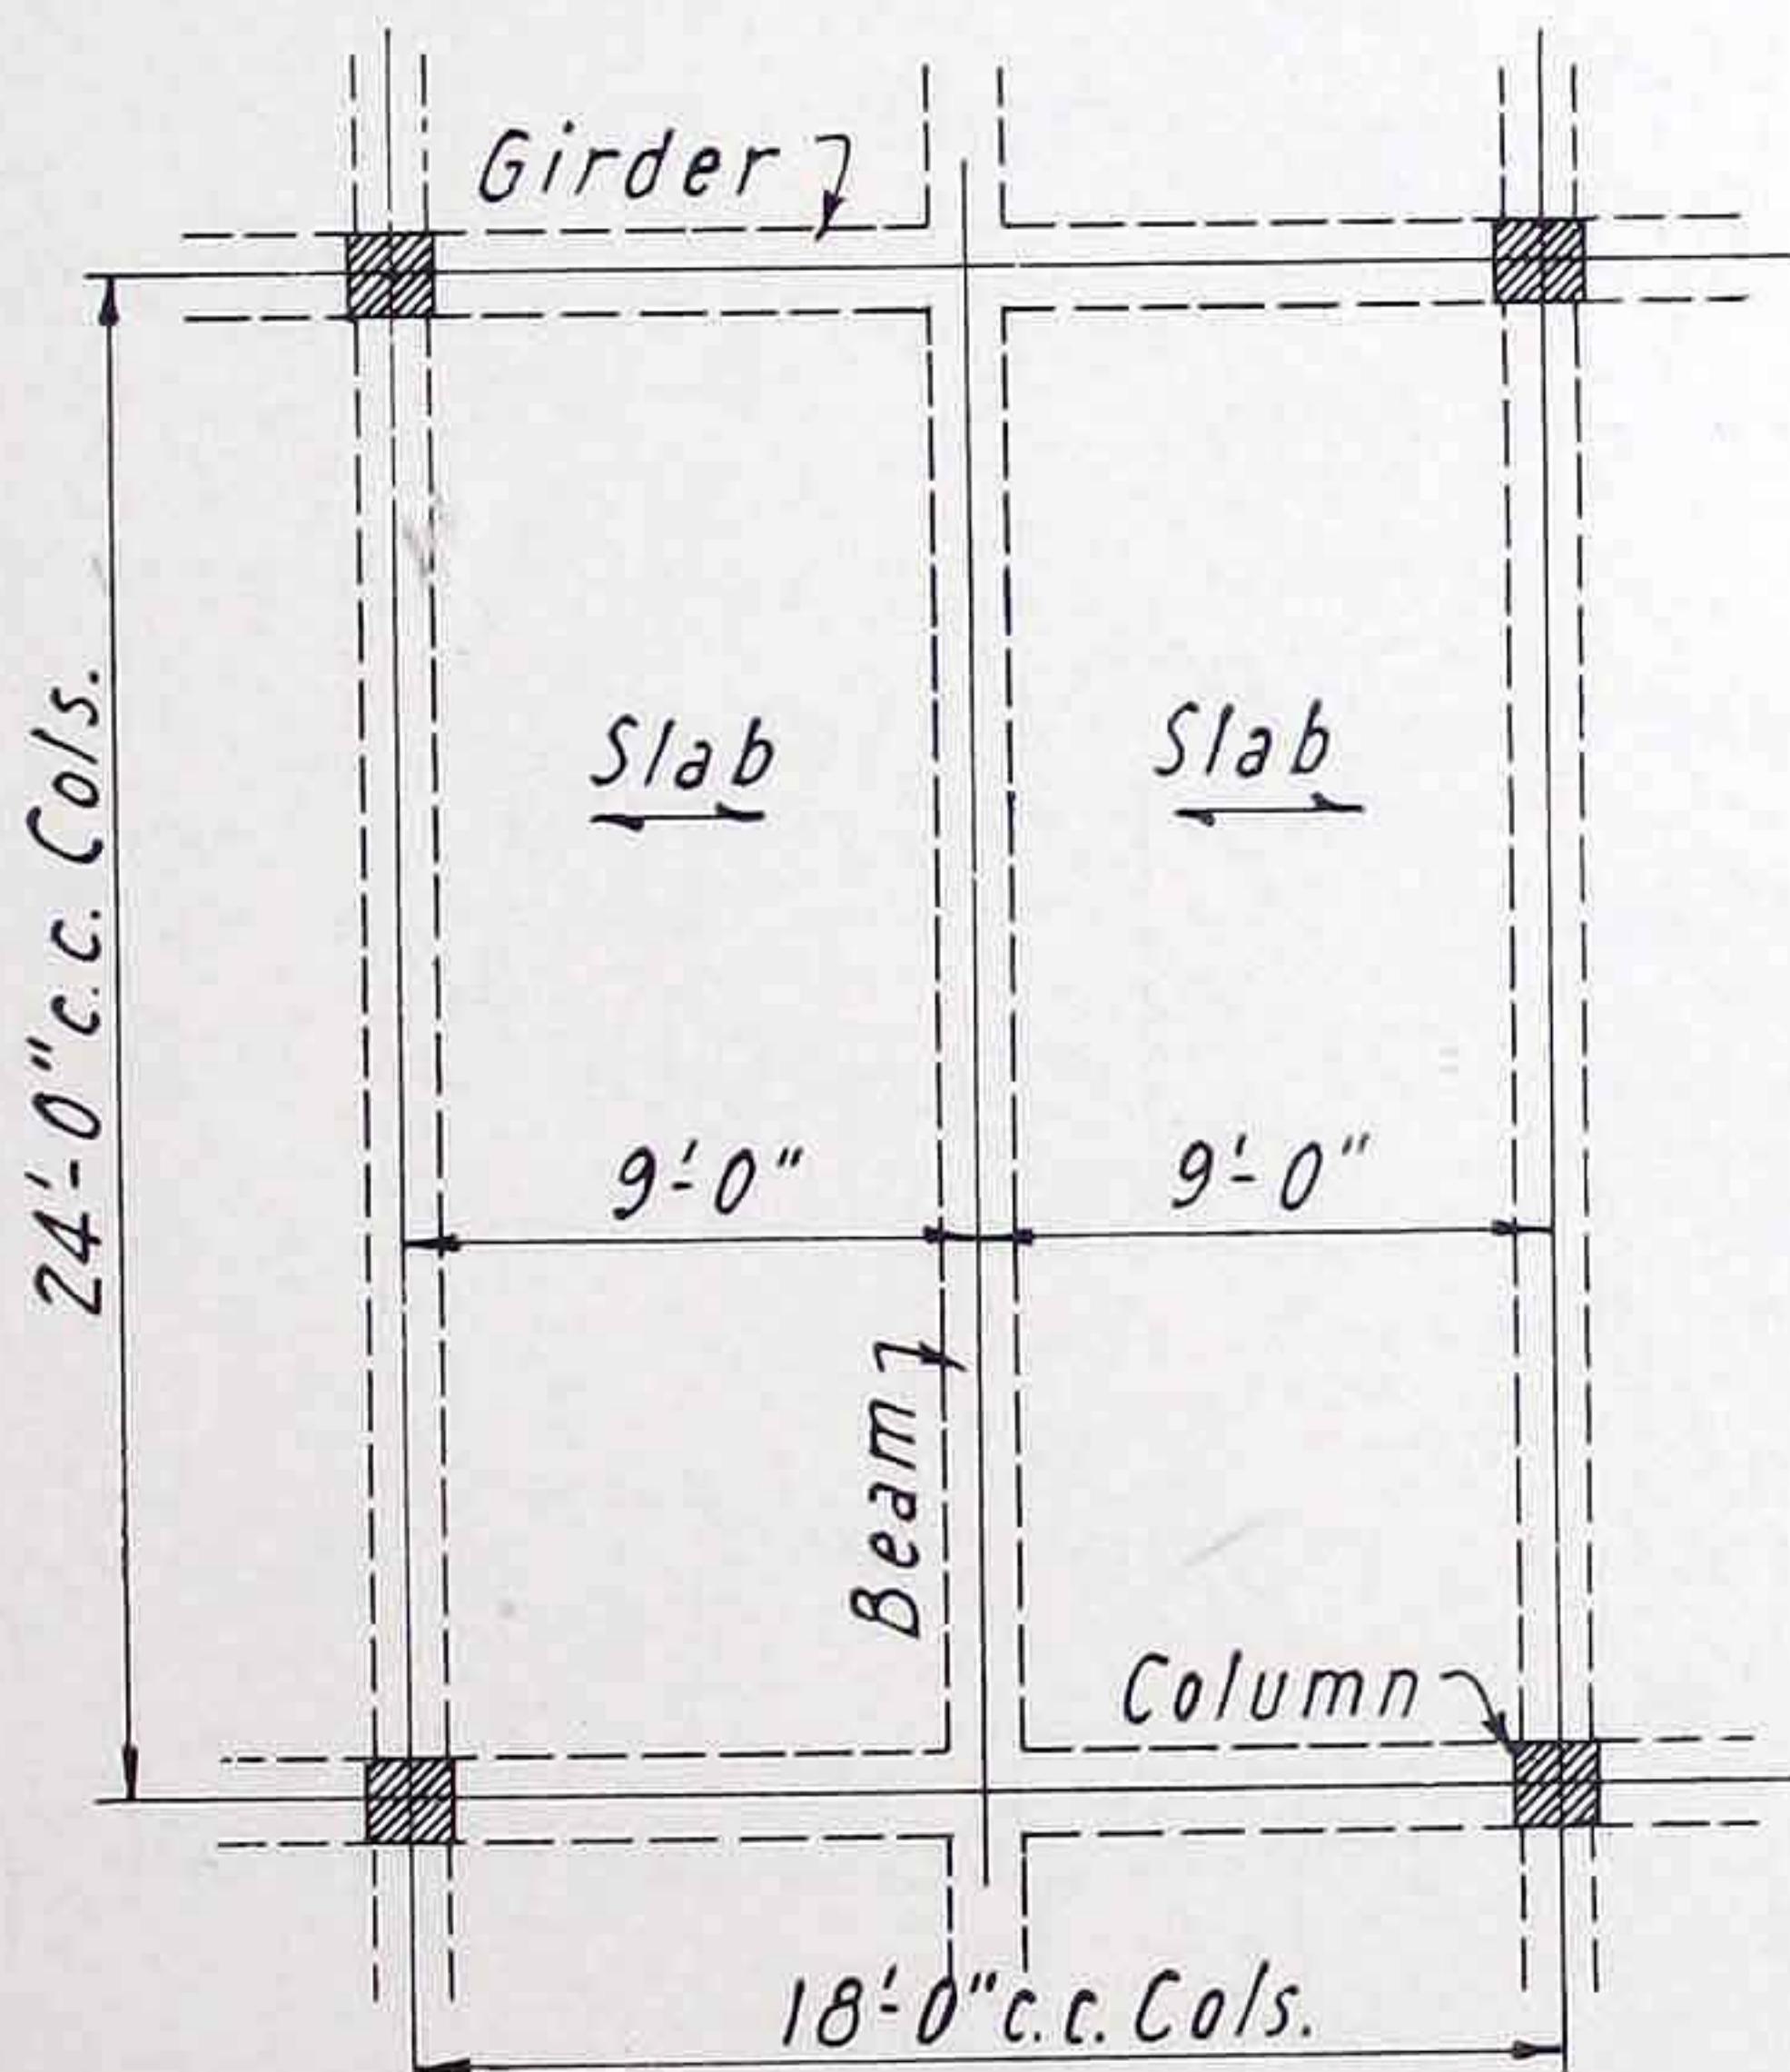 Girder
24'-0" c.c. Cols.
Slab
Slab
9'-0"
9'-0"
Beam
Column
18'-0" c.c. Cols.